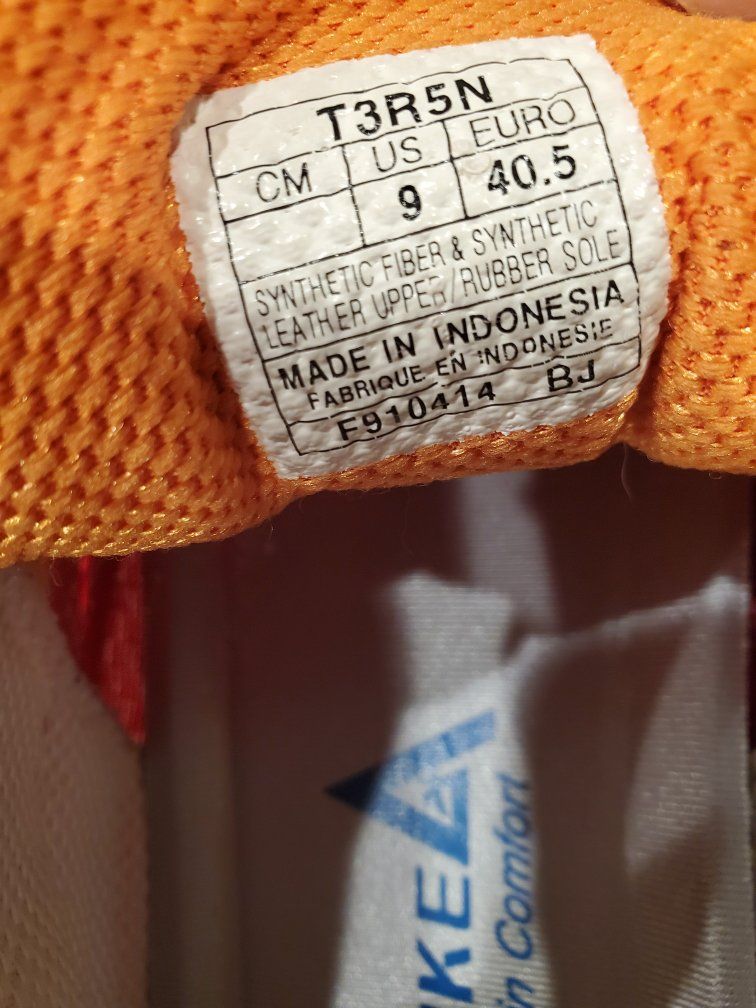 T3R5N
CM US EURO
9 40.5
SYNTHETIC FIBER & SYNTHETIC
LEATHER UPPER/RUBBER SOLE
MADE IN INDONESIA
FABRIQUE EN INDONESIE
F910414 BJ
KE
in Comfort